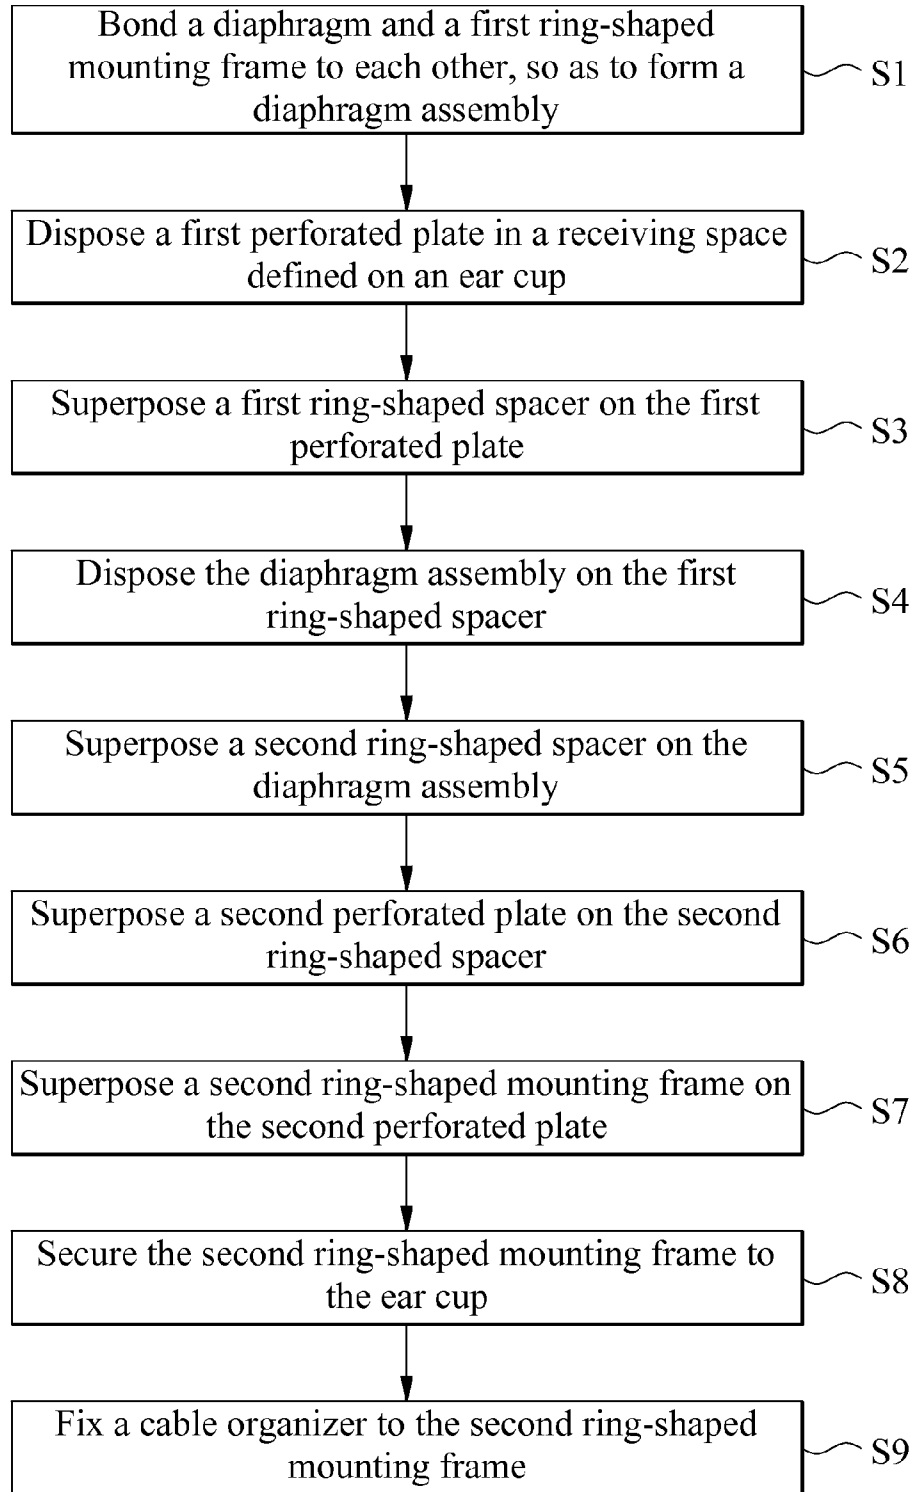 Bond a diaphragm and a first ring-shaped
mounting frame to each other, so as to form a
diaphragm assembly
S1
Dispose a first perforated plate in a receiving space
defined on an ear cup
S2
Superpose a first ring-shaped spacer on the first
perforated plate
S3
Dispose the diaphragm assembly on the first
ring-shaped spacer
S4
Superpose a second ring-shaped spacer on the
diaphragm assembly
S5
Superpose a second perforated plate on the second
ring-shaped spacer
S6
Superpose a second ring-shaped mounting frame on
the second perforated plate
S7
Secure the second ring-shaped mounting frame to
the ear cup
S8
Fix a cable organizer to the second ring-shaped
mounting frame
S9